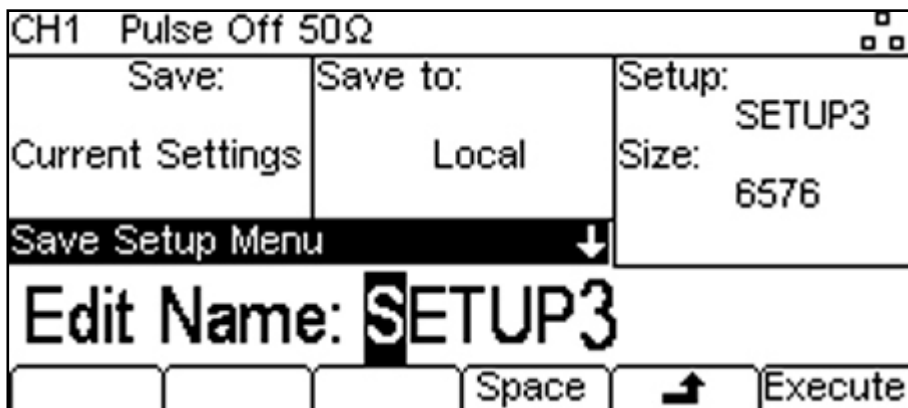 CH1 Pulse Off 50Ω
Save:
Current Settings
Save to:
Local
Setup:
SETUP3
Size:
6576
Save Setup Menu
Edit Name: SETUP3
Space
Execute